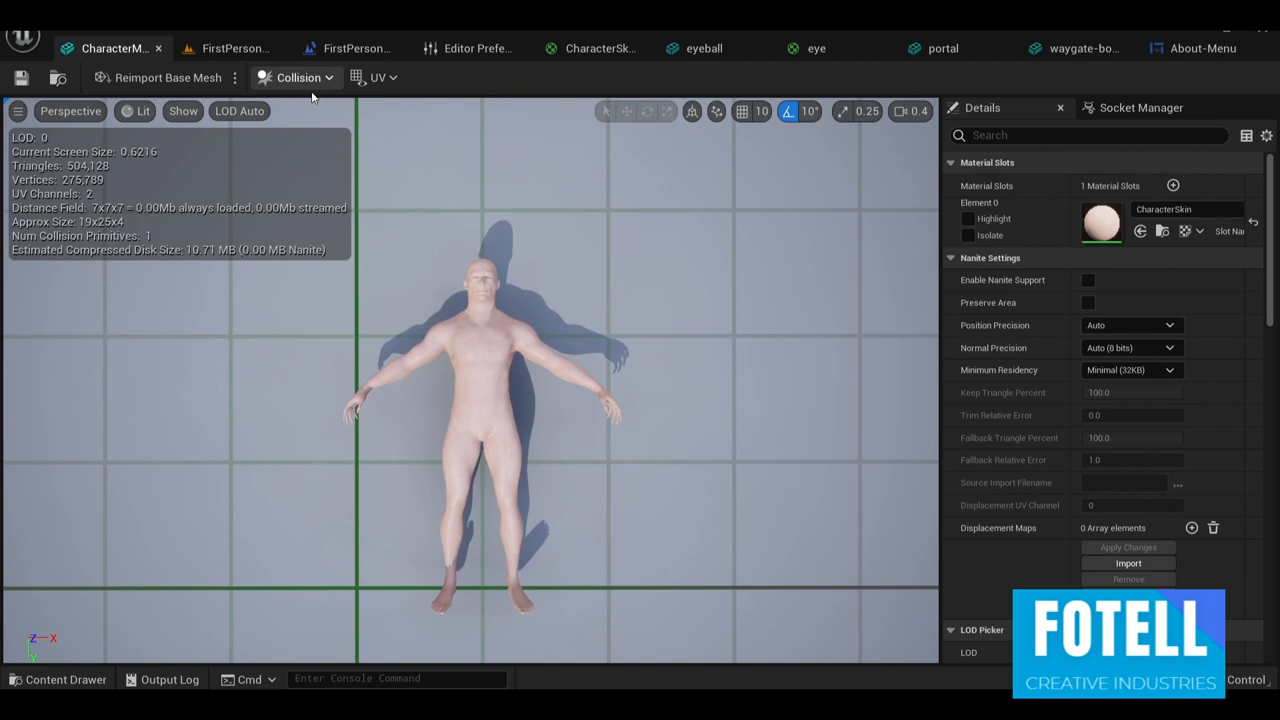 CharacterM...
FirstPerson...
FirstPerson...
Editor Prefe...
CharacterSk...
eyeball
eye
portal
waygate-bo...
About-Menu
Reimport Base Mesh
Collision
UV
Perspective
Lit
Show
LOD Auto
10
10°
0.25
0.4
LOD: 0
Current Screen Size: 0.6216
Triangles: 504,128
Vertices: 275,789
UV Channels: 2
Distance Field: 7x7x7 = 0.00Mb always loaded, 0.00Mb streamed
Approx Size: 19x25x4
Num Collision Primitives: 1
Estimated Compressed Disk Size: 10.71 MB (0.00 MB Nanite)
Z X
Y
Details
Socket Manager
Search
Material Slots
Material Slots 1 Material Slots
Element 0
Highlight
Isolate
CharacterSkin
Slot Nar
Nanite Settings
Enable Nanite Support
Preserve Area
Position Precision Auto
Normal Precision Auto (8 bits)
Minimum Residency Minimal (32KB)
Keep Triangle Percent 100.0
Trim Relative Error 0.0
Fallback Triangle Percent 100.0
Fallback Relative Error 1.0
Source Import Filename ...
Displacement UV Channel 0
Displacement Maps 0 Array elements
Apply Changes
Import
Remove
LOD Picker
LOD
FOTELL
CREATIVE INDUSTRIES
Content Drawer
Output Log
Cmd
Enter Console Command
Control